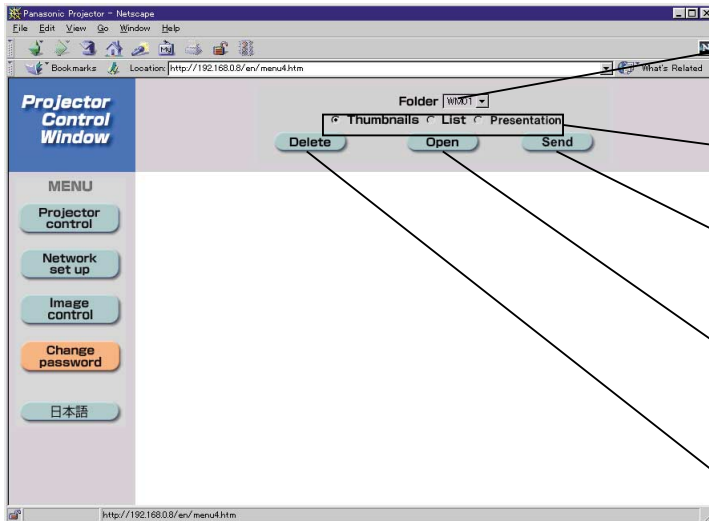 Panasonic Projector - Netscape
File Edit View Go Window Help
Bookmarks Location: http://192.168.0.8/en/menu4.htm What's Related
Projector
Control
Window
Folder WM01
Thumbnails List Presentation
Delete Open Send
MENU
Projector
control
Network
set up
Image
control
Change
password
日本語
http://192.168.0.8/en/menu4.htm